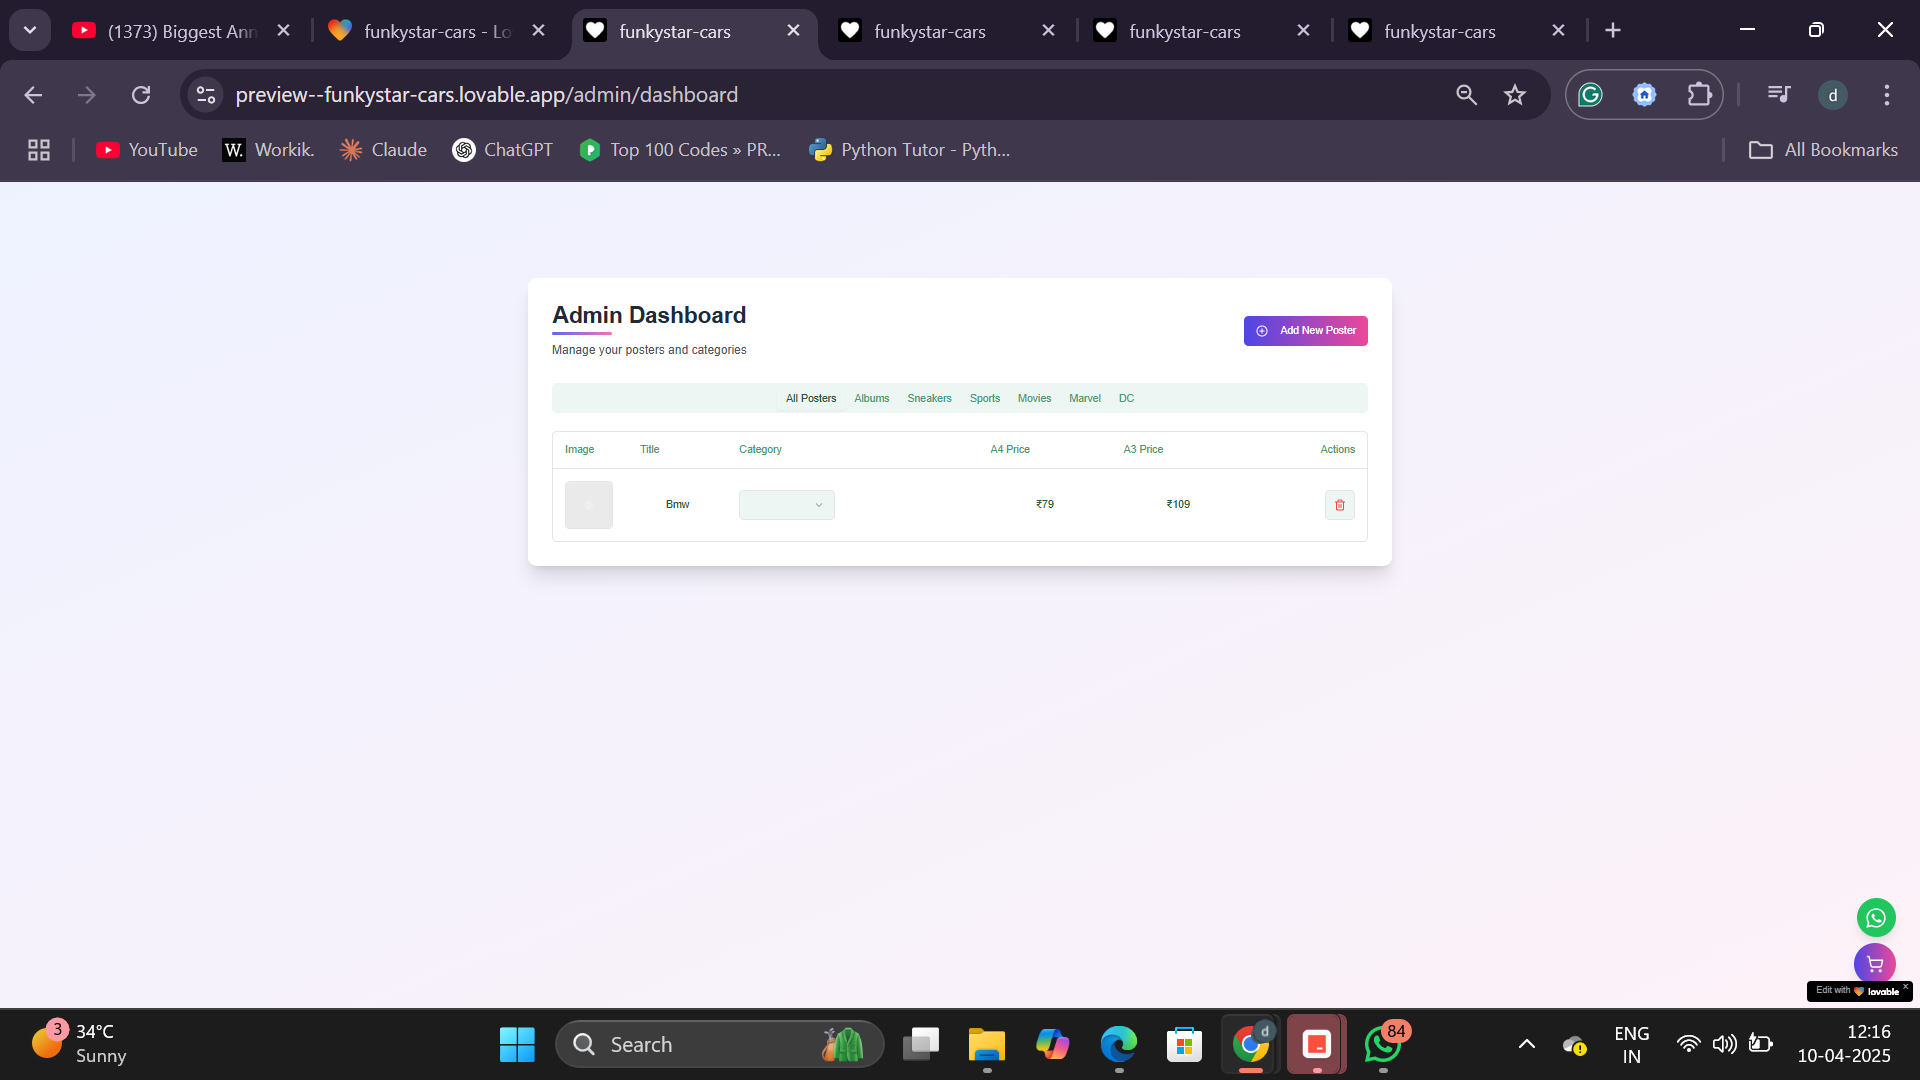 (1373) Biggest Ann
funkystar-cars - Lo
funkystar-cars
funkystar-cars
funkystar-cars
funkystar-cars
preview--funkystar-cars.lovable.app/admin/dashboard
d
YouTube
W. Workik.
Claude
ChatGPT
Top 100 Codes » PR...
Python Tutor - Pyth...
All Bookmarks
Admin Dashboard
Manage your posters and categories
Add New Poster
All Posters Albums Sneakers Sports Movies Marvel DC
Image Title Category A4 Price A3 Price Actions
Bmw ₹79 ₹109
Edit with lovable
3
34°C
Sunny
Search
d
84
ENG
IN
12:16
10-04-2025